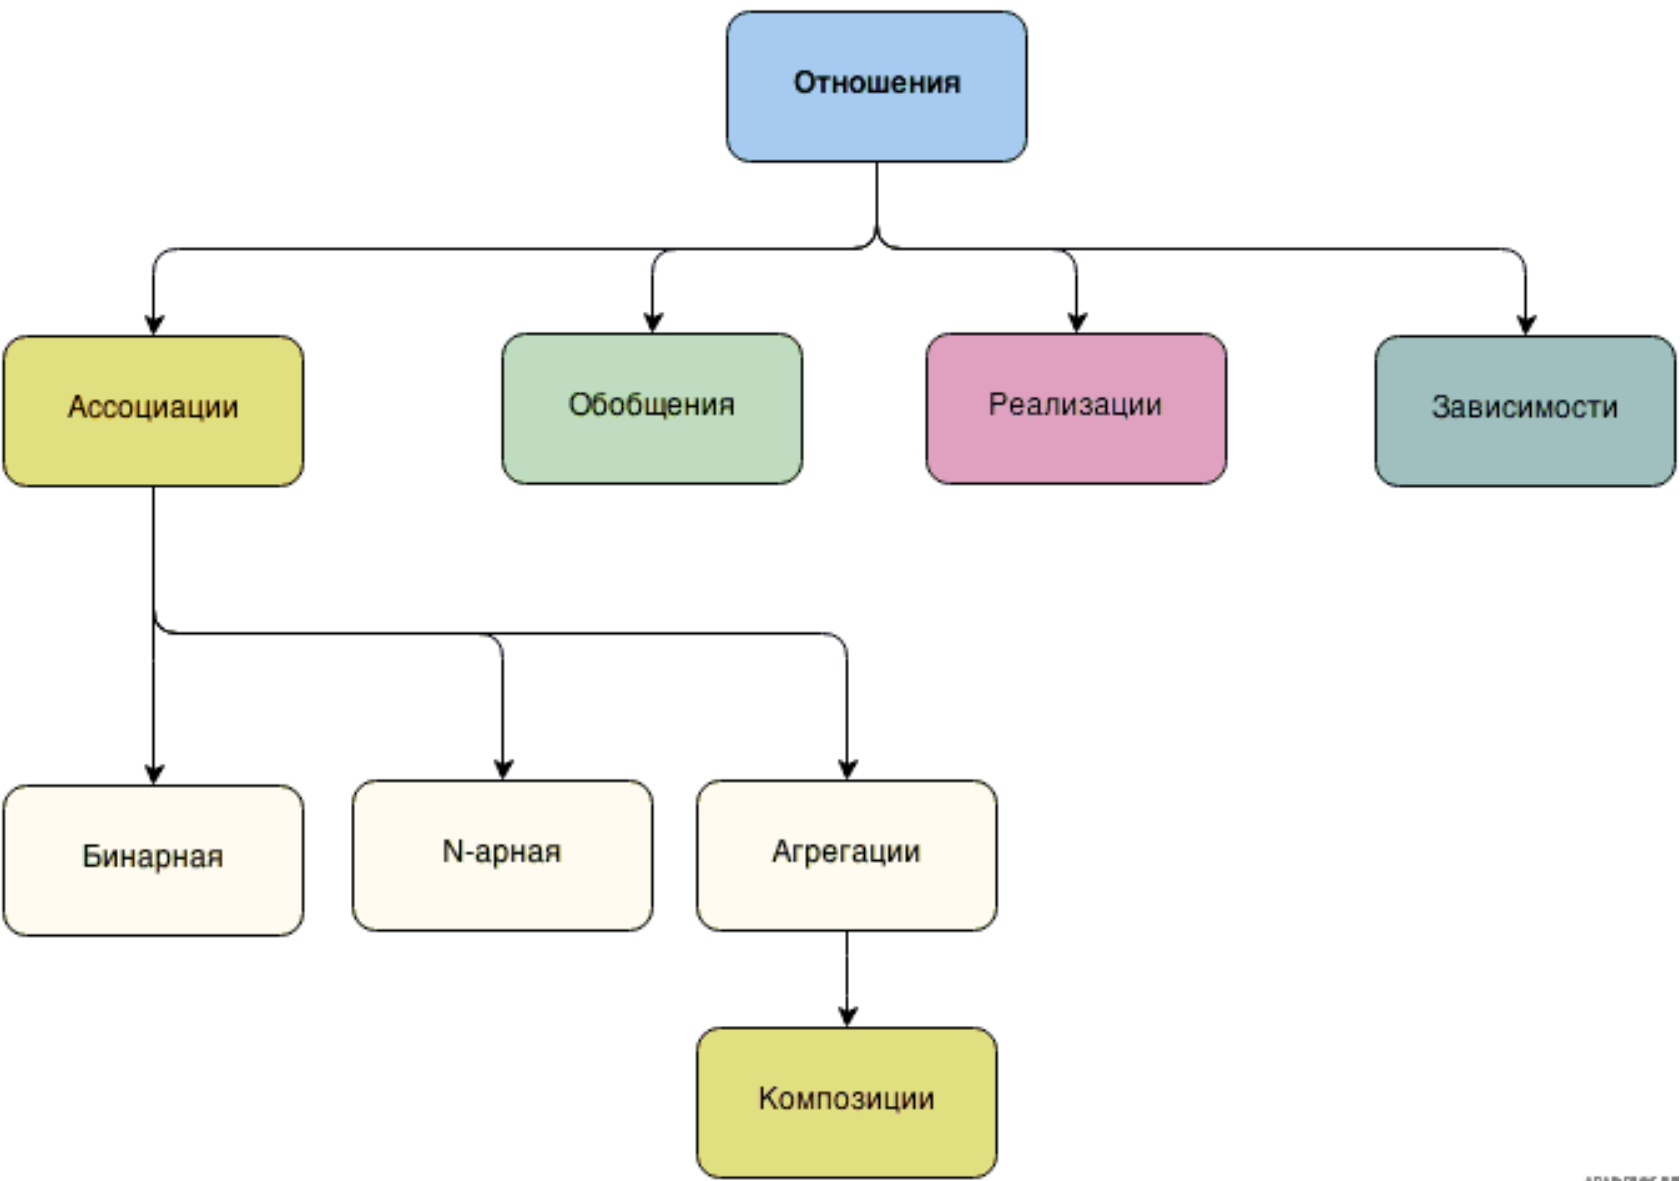 Отношения
Ассоциации
Обобщения
Реализации
Зависимости
Бинарная
N-арная
Агрегации
Композиции